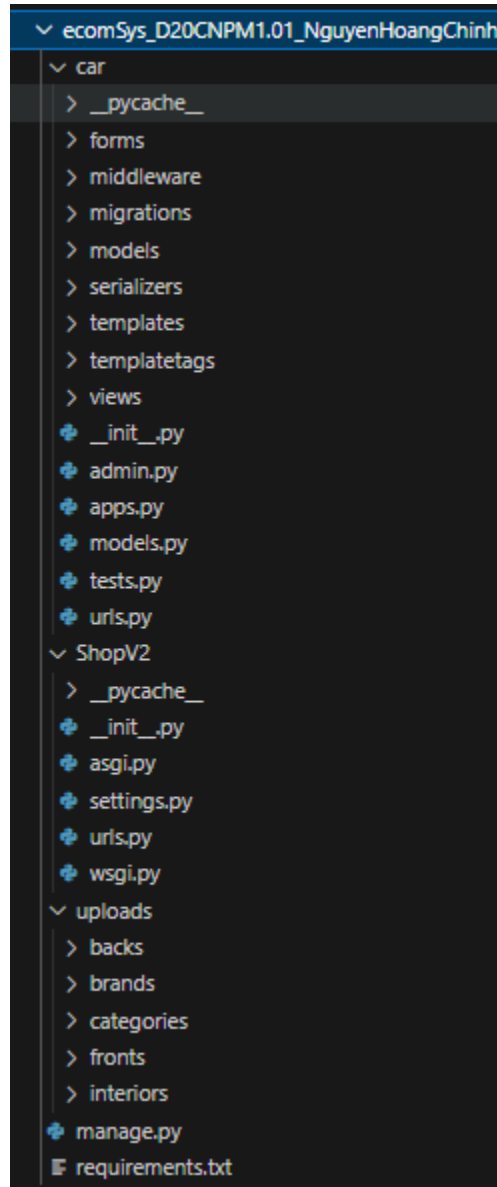 ecomSys_D20CNPM1.01_NguyenHoangChinh
car
__pycache__
forms
middleware
migrations
models
serializers
templates
templatetags
views
__init__.py
admin.py
apps.py
models.py
tests.py
urls.py
ShopV2
__pycache__
__init__.py
asgi.py
settings.py
urls.py
wsgi.py
uploads
backs
brands
categories
fronts
interiors
manage.py
requirements.txt